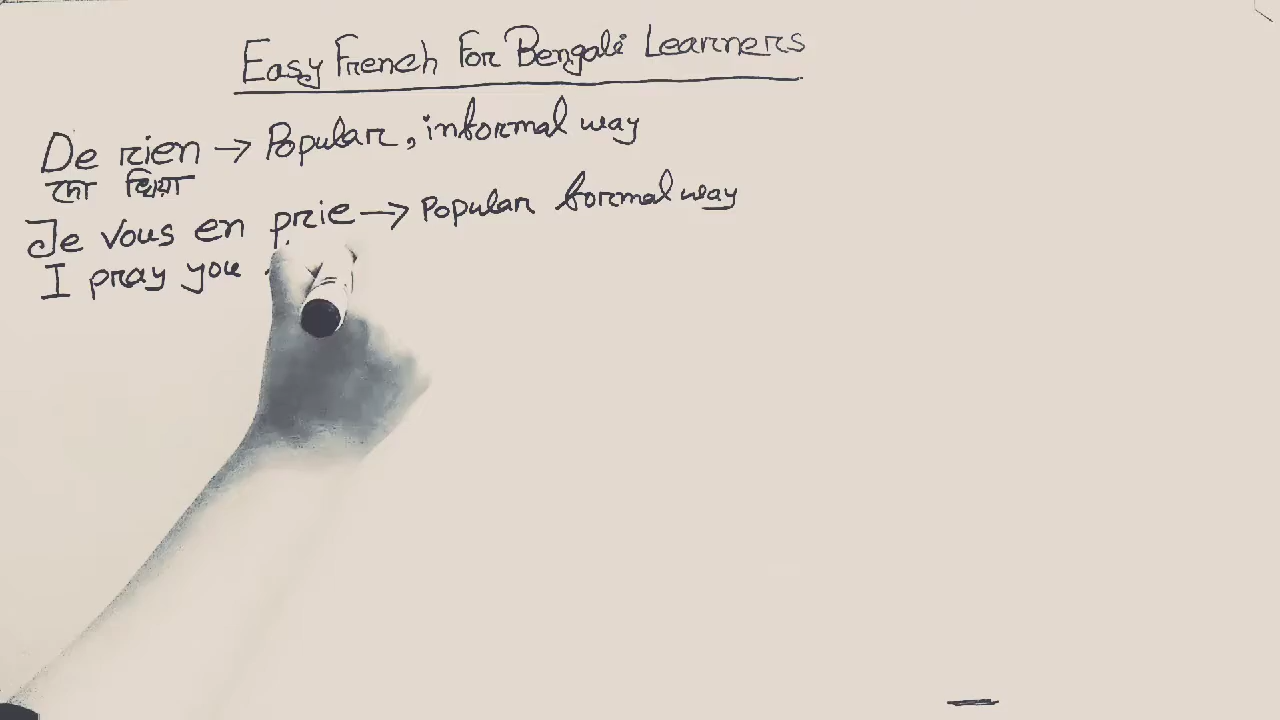 Easy French For Bengali Learners
De rien → Popular, informal way
দো খিয়া
Je vous en prie → Popular formal way
I pray you